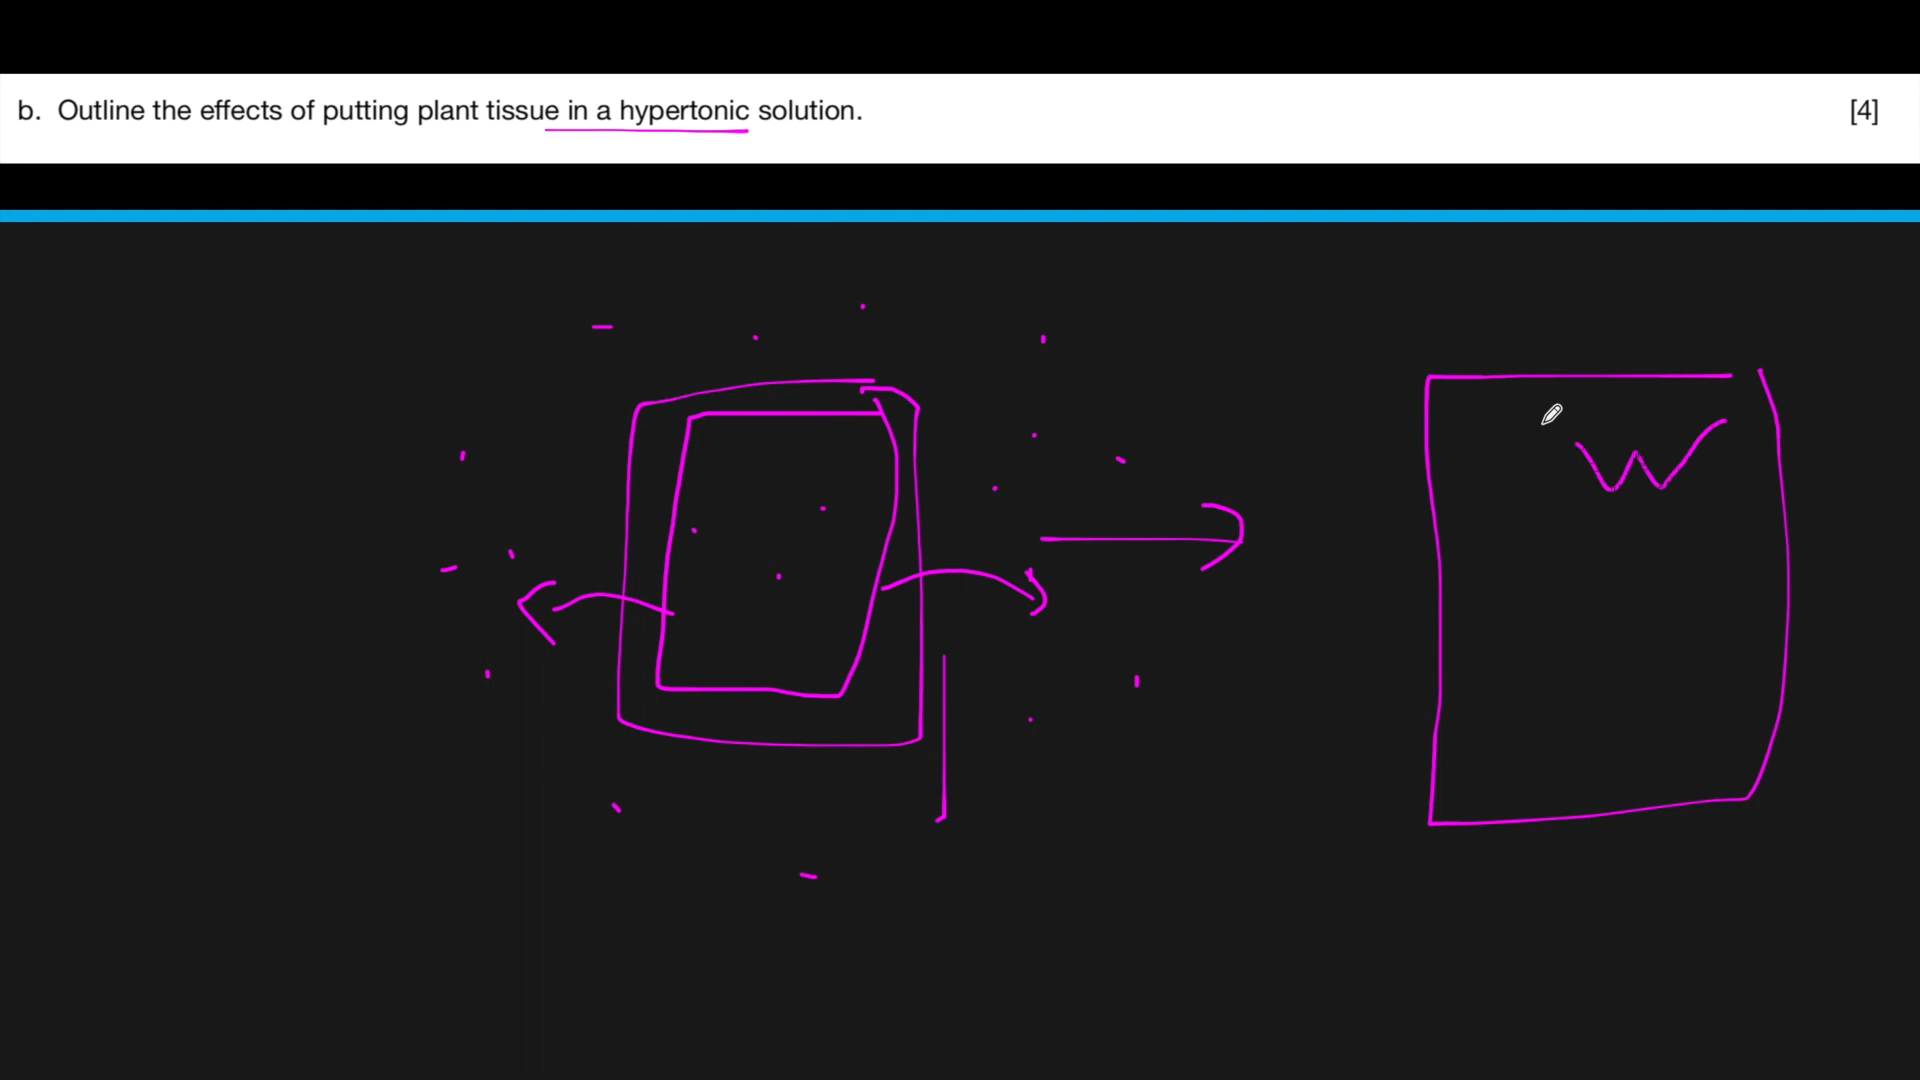 b. Outline the effects of putting plant tissue in a hypertonic solution. [4]